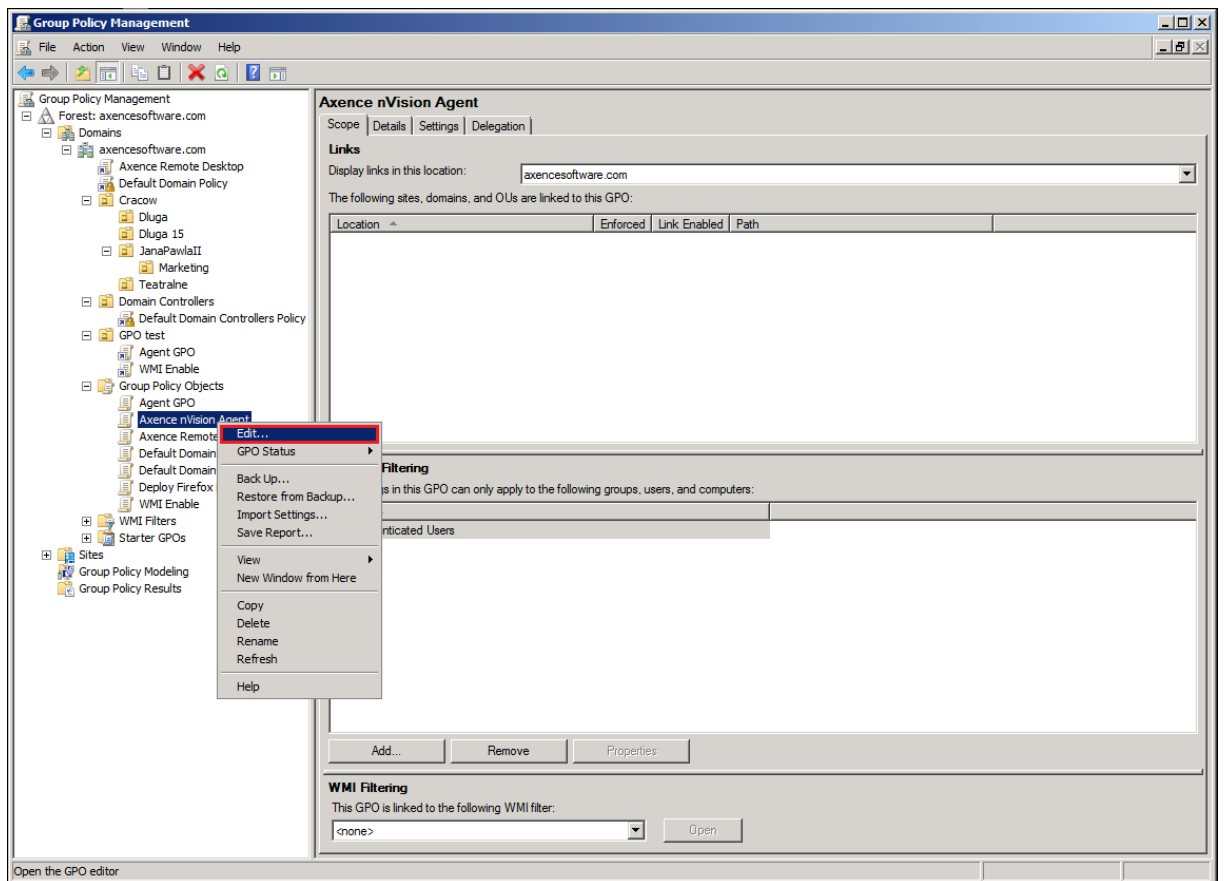 Group Policy Management
File Action View Window Help
Group Policy Management
Forest: axencesoftware.com
Domains
axencesoftware.com
Axence Remote Desktop
Default Domain Policy
Cracow
Dluga
Dluga 15
JanaPawlaII
Marketing
Teatralne
Domain Controllers
Default Domain Controllers Policy
GPO test
Agent GPO
WMI Enable
Group Policy Objects
Agent GPO
Axence nVision Agent
Axence Remote
Default Domain
Default Domain
Deploy Firefox
WMI Enable
WMI Filters
Starter GPOs
Sites
Group Policy Modeling
Group Policy Results
Edit...
GPO Status
Back Up...
Restore from Backup...
Import Settings...
Save Report...
View
New Window from Here
Copy
Delete
Rename
Refresh
Help
Axence nVision Agent
Scope Details Settings Delegation
Links
Display links in this location: axencesoftware.com
The following sites, domains, and OUs are linked to this GPO:
Location Enforced Link Enabled Path
Filtering
s in this GPO can only apply to the following groups, users, and computers:
nticated Users
Add... Remove Properties
WMI Filtering
This GPO is linked to the following WMI filter:
<none> Open
Open the GPO editor